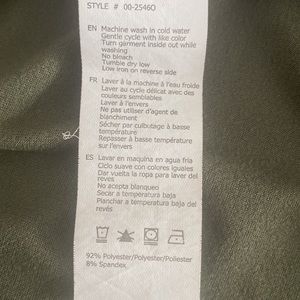 STYLE # 00-2546O
EN Machine wash in cold water
Gentle cycle with like color
Turn germent inside out while
washing
No bleach
Tumble dry low
Low iron on reverse side
FR Laver à la machine à l'eau froide
Laver au cycle délicat avec des
couleurs semblables
Laver à l'envers
Ne pas utiliser d'agent de
blanchiment
Sécher par culbutage à basse
température
Repasser à basse température
sur l'envers
ES Lavar en maquina en agua fria
Ciclo suave con colores iguales
Dar vuelta la ropa para lavar del
reves
No acepta blanqueo
Secar a temperatura baja
Planchar a temperatura baja del
revés
92% Polyester/Polyester/Poliester
8% Spandex